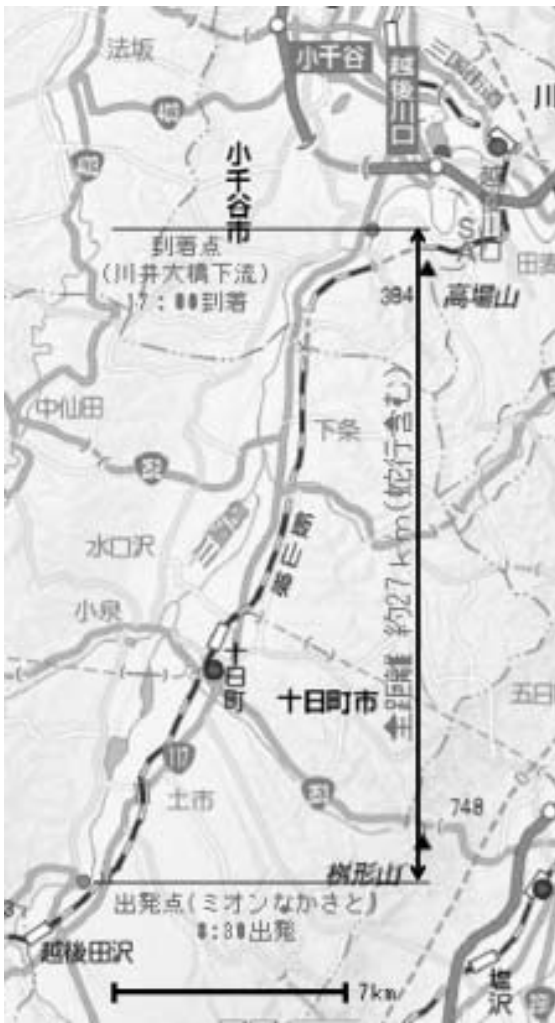 法坂
小千谷
越後川口
三国街道
川
小千谷市
到着点
(川井大橋下流)
17:00到着
S
A
田麦
384
高場山
中仙田
下条
全距離 約27km(蛇行含む)
水口沢
飯山線
小泉
十日町
十日町市
五日
117
土市
748
桝形山
出発点(ミオンなかさと)
8:30出発
越後田沢
7km
塩沢